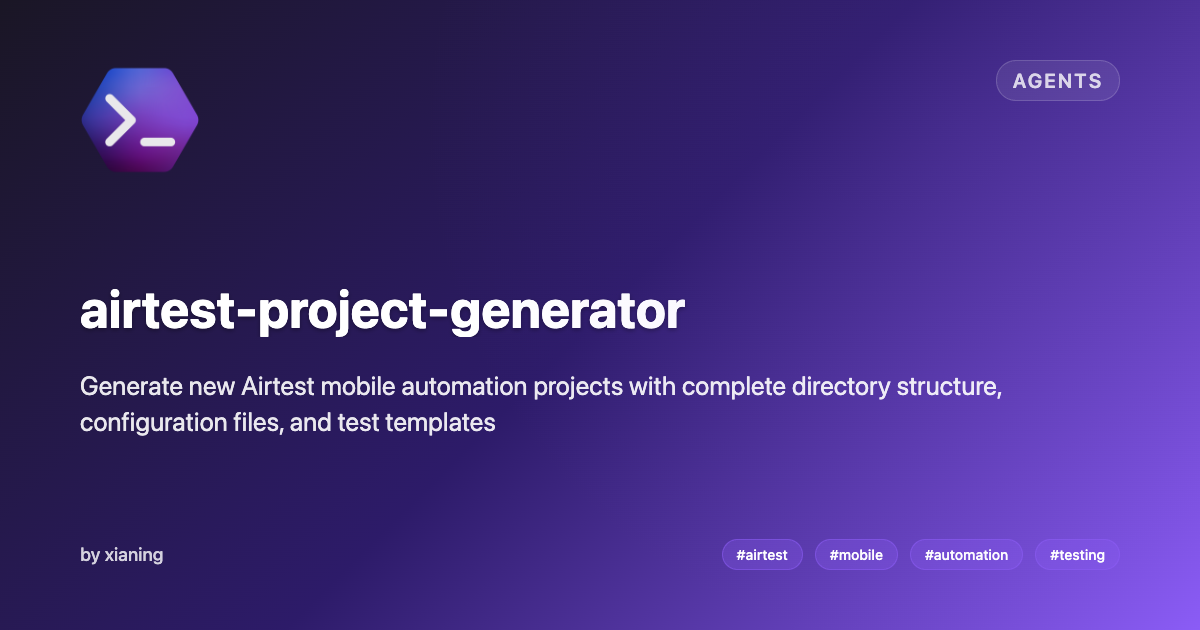 AGENTS
airtest-project-generator
Generate new Airtest mobile automation projects with complete directory structure,
configuration files, and test templates
by xianing
#airtest
#mobile
#automation
#testing